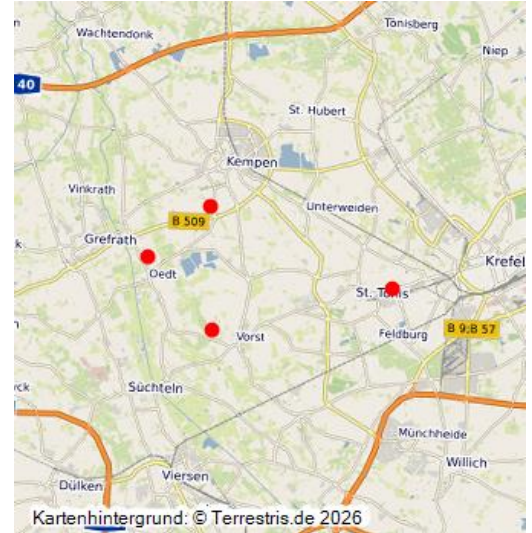 Wachtendonk
Tönisberg
Niep
40
St. Hubert
Kempen
Vinkrath
Unterweiden
B 509
Grefrath
Oedt
Krefel
St. Tönis
B 9;B 57
Vorst
Feldburg
ck
Süchteln
Münchheide
Willich
Viersen
Dülken
Kartenhintergrund: © Terrestris.de 2026